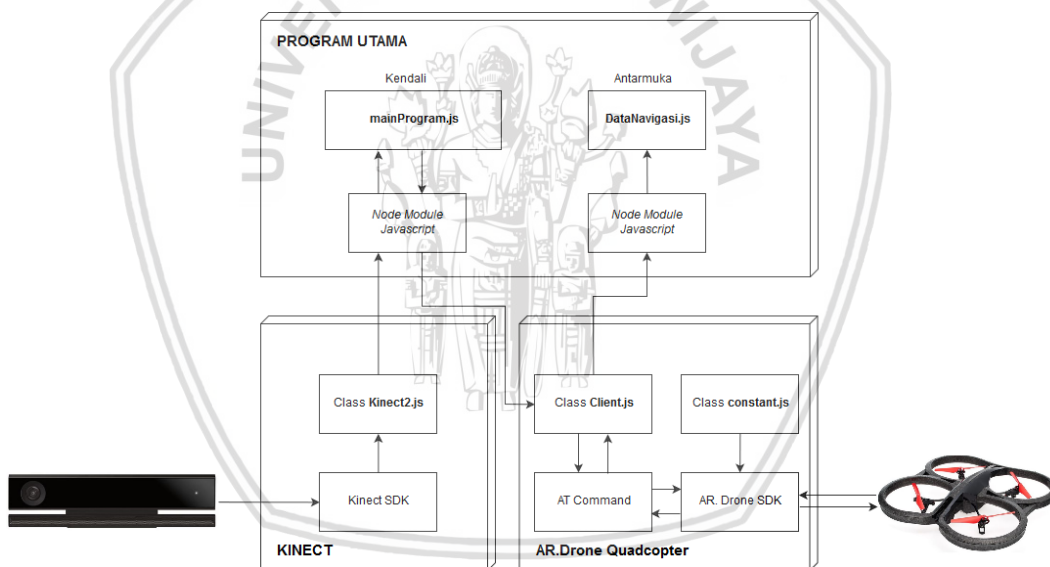 PROGRAM UTAMA
Kendali
Antarmuka
mainProgram.js
DataNavigasi.js
Node Module
Javascript
Node Module
Javascript
Class Kinect2.js
Class Client.js
Class constant.js
Kinect SDK
AT Command
AR. Drone SDK
KINECT
AR.Drone Quadcopter